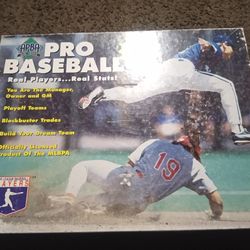 APBA
PRO
BASEBALL
Real Players...Real Stats!
You Are The Manager,
Owner and GM
Playoff Teams
Blockbuster Trades
Build Your Dream Team
Officially Licensed
Product Of The MLBPA
PLAYERS
19